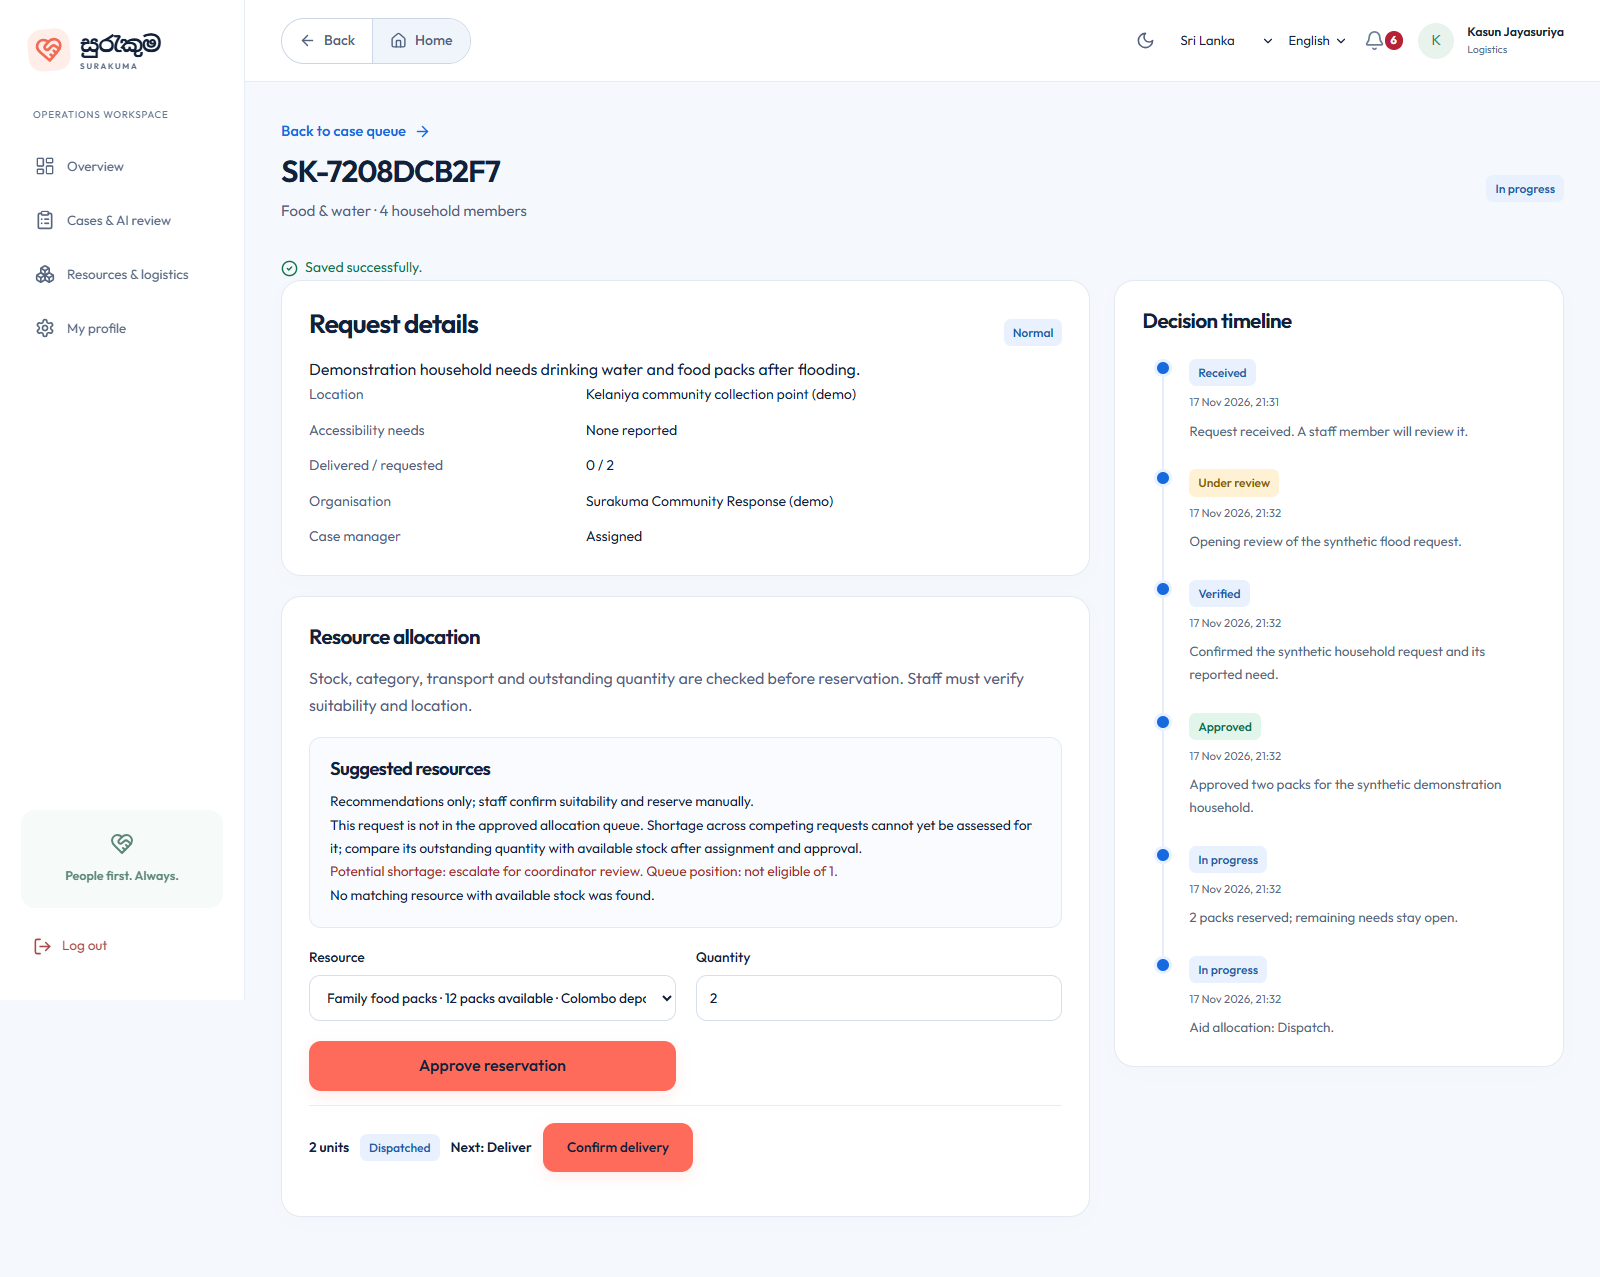 සුරැකුම
SURAKUMA
OPERATIONS WORKSPACE
Overview
Cases & AI review
Resources & logistics
My profile
People first. Always.
Log out
Back
Home
Sri Lanka
English
6
K
Kasun Jayasuriya
Logistics
Back to case queue
SK-7208DCB2F7
Food & water · 4 household members
In progress
Saved successfully.
Request details
Normal
Demonstration household needs drinking water and food packs after flooding.
Location
Kelaniya community collection point (demo)
Accessibility needs
None reported
Delivered / requested
0 / 2
Organisation
Surakuma Community Response (demo)
Case manager
Assigned
Resource allocation
Stock, category, transport and outstanding quantity are checked before reservation. Staff must verify
suitability and location.
Suggested resources
Recommendations only; staff confirm suitability and reserve manually.
This request is not in the approved allocation queue. Shortage across competing requests cannot yet be assessed for
it; compare its outstanding quantity with available stock after assignment and approval.
Potential shortage: escalate for coordinator review. Queue position: not eligible of 1.
No matching resource with available stock was found.
Resource
Quantity
Family food packs · 12 packs available · Colombo depo
2
Approve reservation
2 units
Dispatched
Next: Deliver
Confirm delivery
Decision timeline
Received
17 Nov 2026, 21:31
Request received. A staff member will review it.
Under review
17 Nov 2026, 21:32
Opening review of the synthetic flood request.
Verified
17 Nov 2026, 21:32
Confirmed the synthetic household request and its
reported need.
Approved
17 Nov 2026, 21:32
Approved two packs for the synthetic demonstration
household.
In progress
17 Nov 2026, 21:32
2 packs reserved; remaining needs stay open.
In progress
17 Nov 2026, 21:32
Aid allocation: Dispatch.